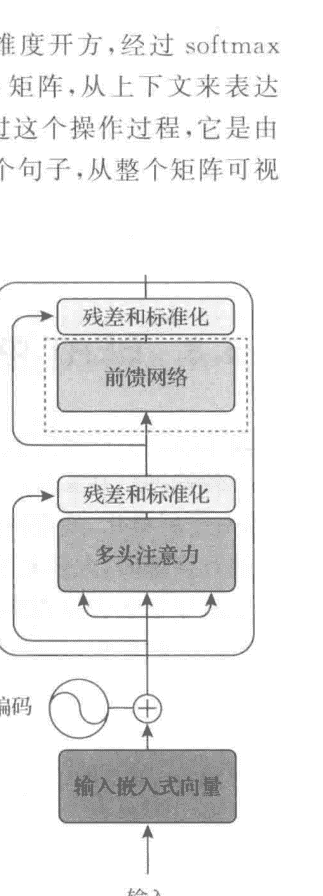 维度开方,经过 softmax
矩阵,从上下文来表达
过这个操作过程,它是由
个句子,从整个矩阵可视
残差和标准化
前馈网络
残差和标准化
多头注意力
编码
输入嵌入式向量
输入